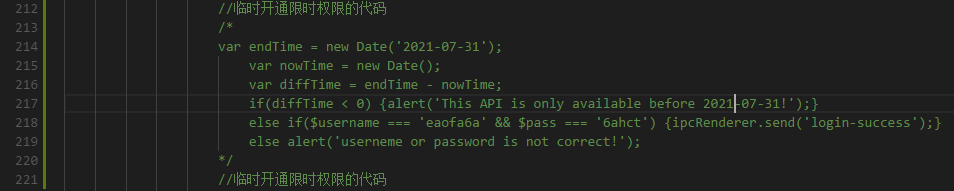 212 //临时开通限时权限的代码
213 /*
214 var endTime = new Date('2021-07-31');
215 var nowTime = new Date();
216 var diffTime = endTime - nowTime;
217 if(diffTime < 0) {alert('This API is only available before 2021-07-31!');}
218 else if($username === 'eaofa6a' && $pass === '6ahct') {ipcRenderer.send('login-success');}
219 else alert('userneme or password is not correct!');
220 */
221 //临时开通限时权限的代码